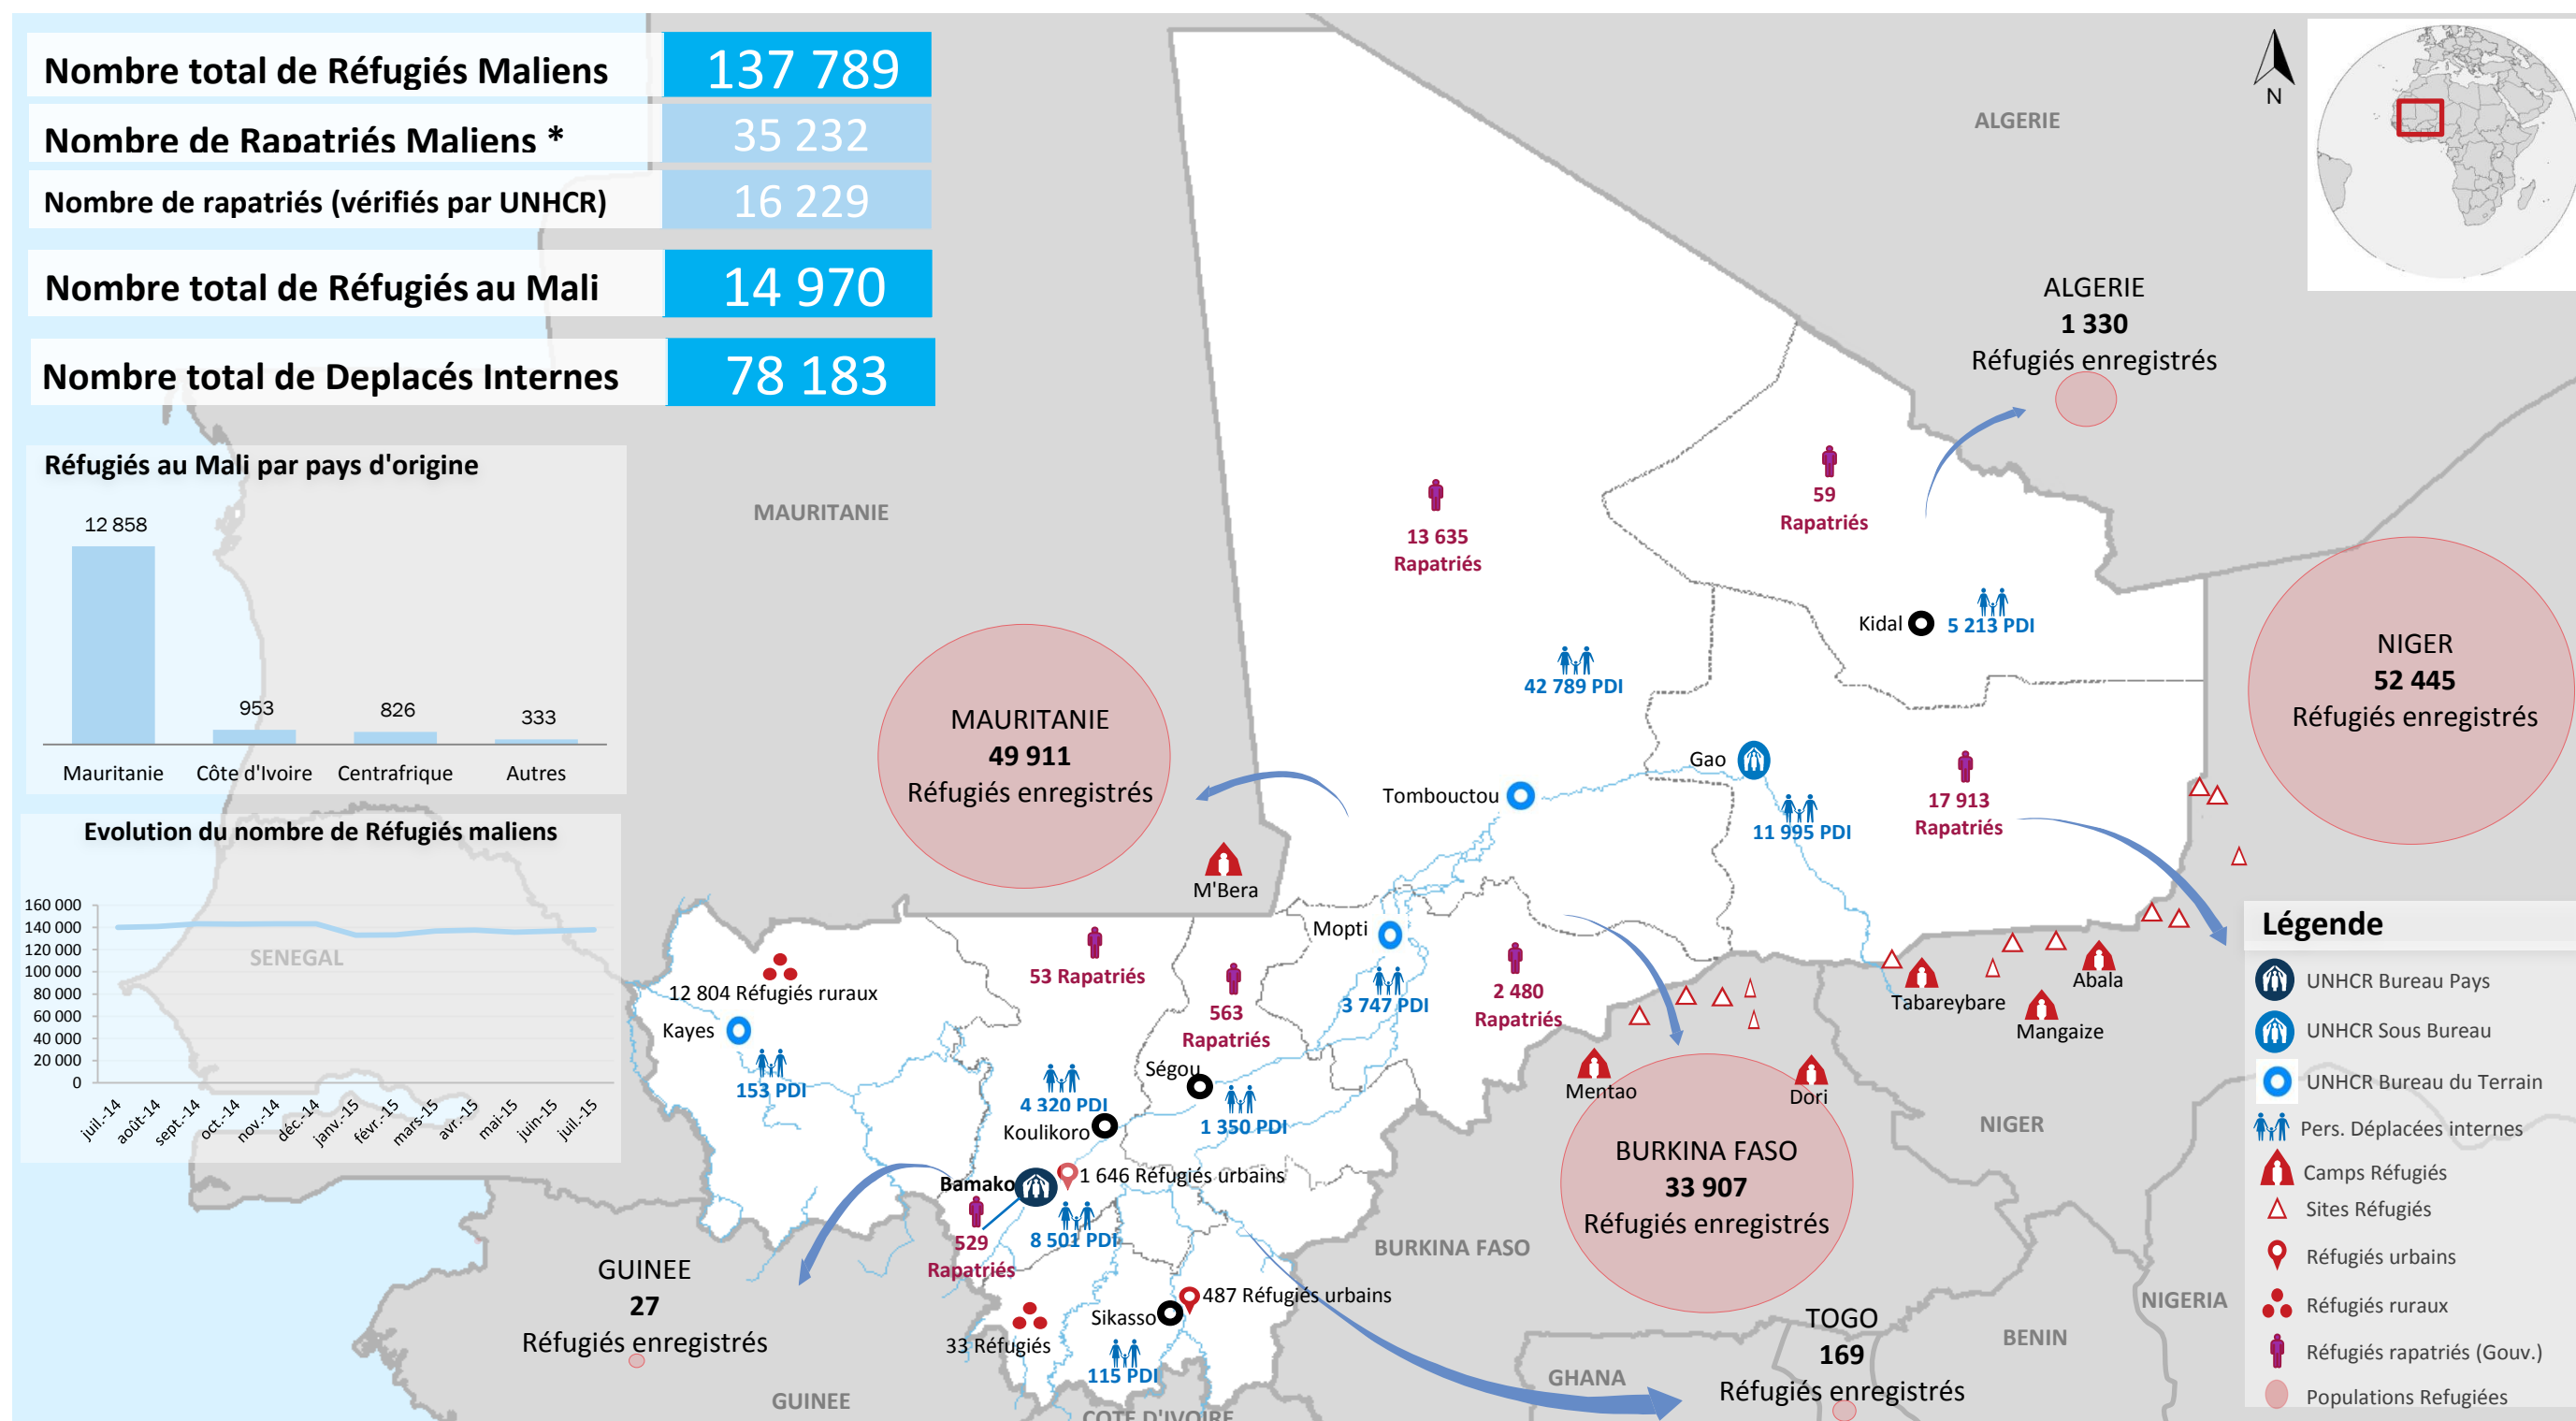 Nombre total de Réfugiés Maliens 137 789
Nombre de Rapatriés Maliens * 35 232
Nombre de rapatriés (vérifiés par UNHCR) 16 229
Nombre total de Réfugiés au Mali 14 970
Nombre total de Deplacés Internes 78 183
Réfugiés au Mali par pays d'origine
12 858
953
826
333
Mauritanie
Côte d'Ivoire
Centrafrique
Autres
Evolution du nombre de Réfugiés maliens
160 000
140 000
120 000
100 000
80 000
60 000
40 000
20 000
0
juil.-14
août-14
sept.-14
oct.-14
nov.-14
déc.-14
janv.-15
févr.-15
mars-15
avr.-15
mai-15
juin-15
juil.-15
SENEGAL
MAURITANIE
ALGERIE
N
ALGERIE
1 330
Réfugiés enregistrés
59
Rapatriés
13 635
Rapatriés
Kidal
5 213 PDI
42 789 PDI
NIGER
52 445
Réfugiés enregistrés
MAURITANIE
49 911
Réfugiés enregistrés
M'Bera
Tombouctou
Gao
11 995 PDI
17 913
Rapatriés
Mopti
3 747 PDI
2 480
Rapatriés
53 Rapatriés
563
Rapatriés
12 804 Réfugiés ruraux
Kayes
153 PDI
4 320 PDI
Koulikoro
Ségou
1 350 PDI
Bamako
1 646 Réfugiés urbains
529
Rapatriés
8 501 PDI
487 Réfugiés urbains
Sikasso
33 Réfugiés
115 PDI
Tabareybare
Mangaize
Abala
Mentao
Dori
BURKINA FASO
33 907
Réfugiés enregistrés
BURKINA FASO
NIGER
GUINEE
27
Réfugiés enregistrés
GUINEE
COTE D'IVOIRE
GHANA
TOGO
169
Réfugiés enregistrés
BENIN
NIGERIA
Légende
UNHCR Bureau Pays
UNHCR Sous Bureau
UNHCR Bureau du Terrain
Pers. Déplacées internes
Camps Réfugiés
Sites Réfugiés
Réfugiés urbains
Réfugiés ruraux
Réfugiés rapatriés (Gouv.)
Populations Refugiées